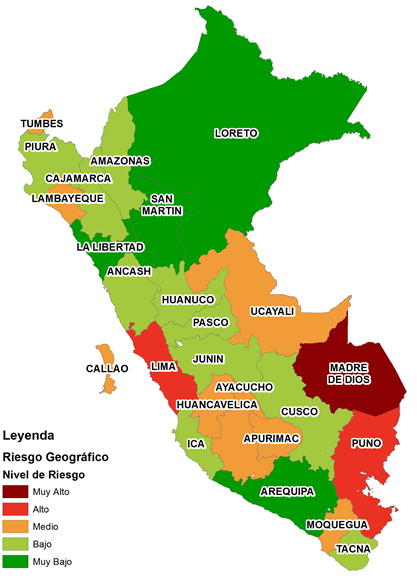 TUMBES
PIURA
LORETO
AMAZONAS
CAJAMARCA
LAMBAYEQUE
SAN
MARTIN
LA LIBERTAD
ANCASH
HUANUCO
UCAYALI
PASCO
CALLAO
LIMA
JUNIN
MADRE
DE DIOS
AYACUCHO
HUANCAVELICA
CUSCO
ICA
APURIMAC
PUNO
AREQUIPA
MOQUEGUA
TACNA
Leyenda
Riesgo Geográfico
Nivel de Riesgo
Muy Alto
Alto
Medio
Bajo
Muy Bajo